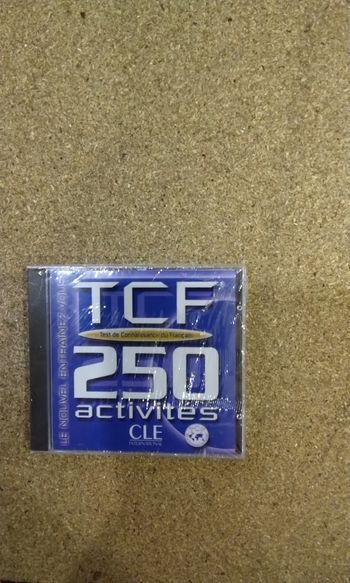 LE NOUVEL ENTRAÎNEZ-VOUS
TCF
Test de Connaissance du Français
250
activités
CLE
INTERNATIONAL